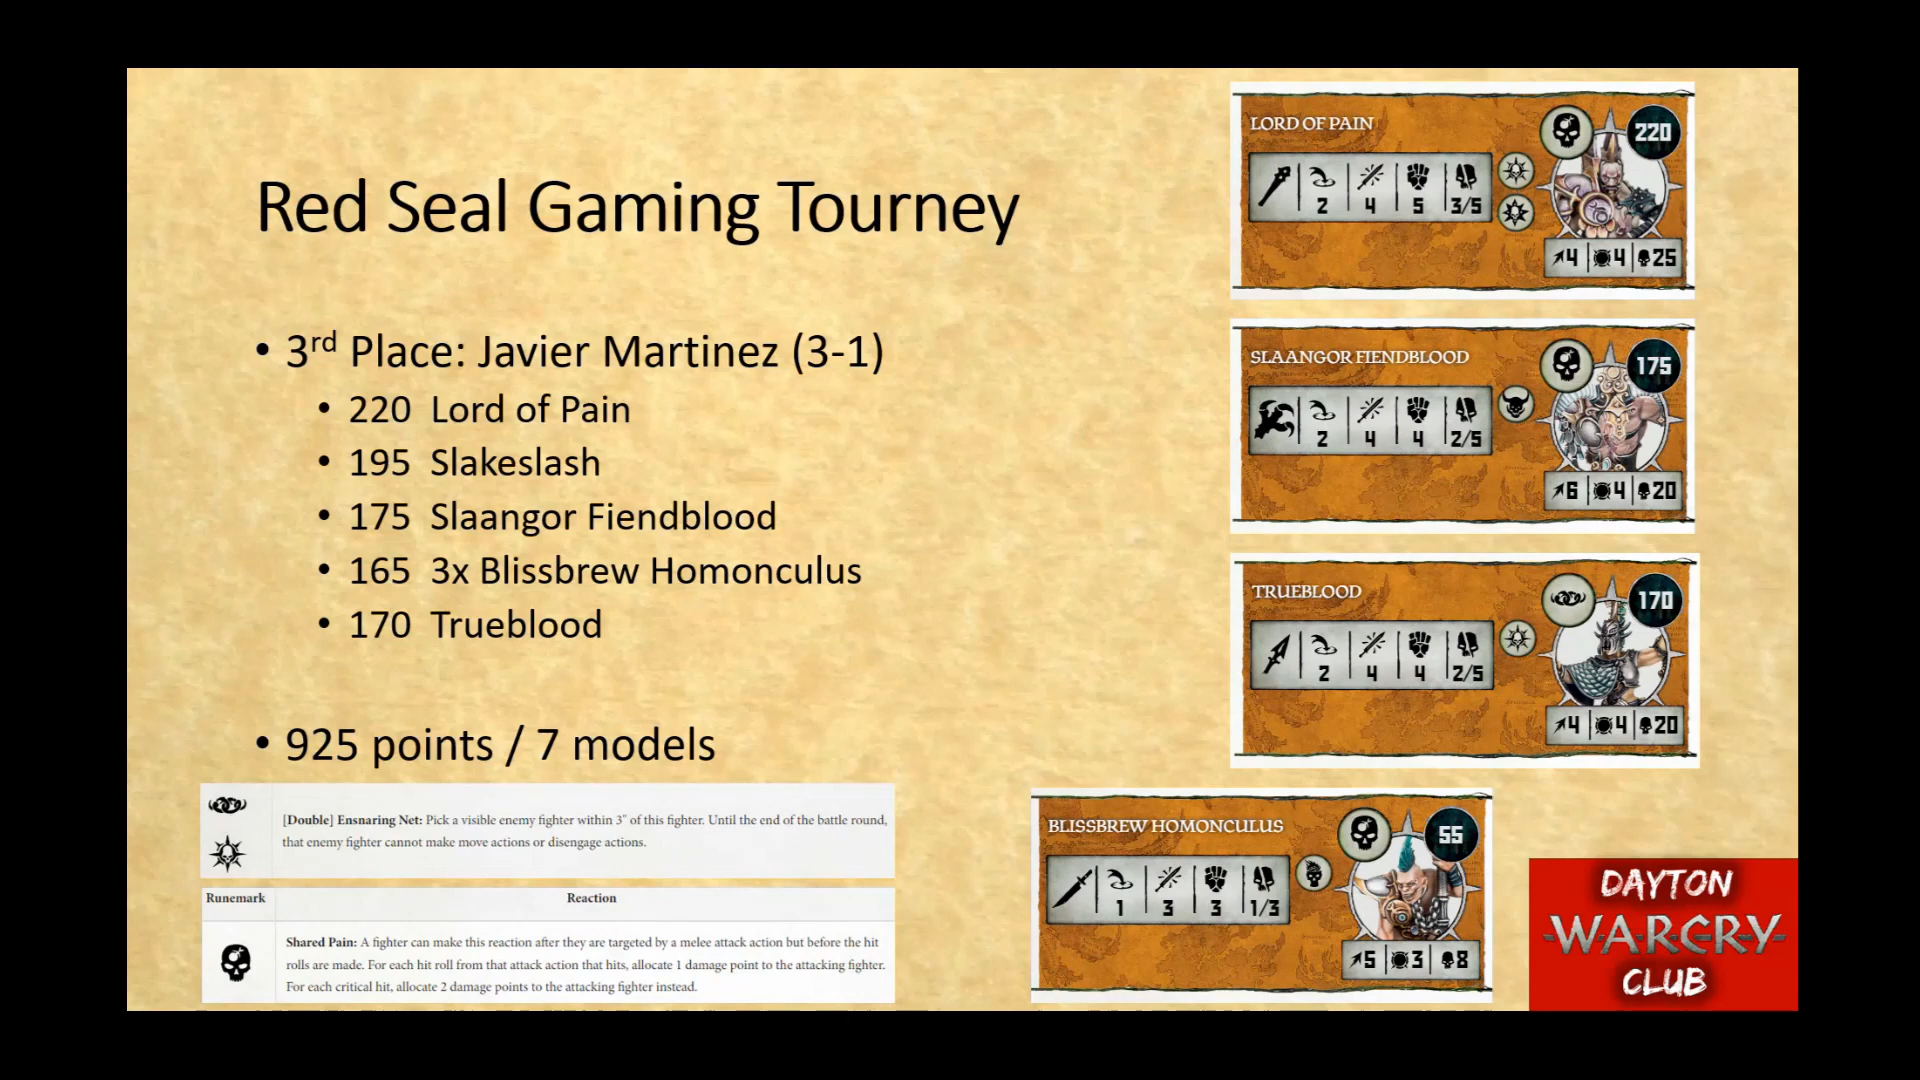 Red Seal Gaming Tourney
• 3rd Place: Javier Martinez (3-1)
• 220 Lord of Pain
• 195 Slakeslash
• 175 Slaangor Fiendblood
• 165 3x Blissbrew Homonculus
• 170 Trueblood
• 925 points / 7 models
[Double] Ensnaring Net: Pick a visible enemy fighter within 3" of this fighter. Until the end of the battle round,
that enemy fighter cannot make move actions or disengage actions.
Runemark Reaction
Shared Pain: A fighter can make this reaction after they are targeted by a melee attack action but before the hit
rolls are made. For each hit roll from that attack action that hits, allocate 1 damage point to the attacking fighter.
For each critical hit, allocate 2 damage points to the attacking fighter instead.
LORD OF PAIN
220
2 4 5 3/5
4 4 25
SLAANGOR FIENDBLOOD
175
2 4 4 2/5
6 4 20
TRUEBLOOD
170
2 4 4 2/5
4 4 20
BLISSBREW HOMONCULUS
55
1 3 3 1/3
5 3 8
DAYTON
WARCRY
CLUB